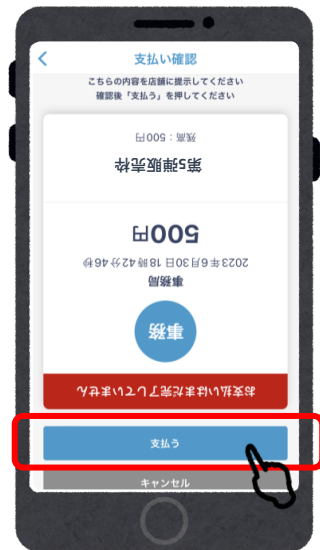 支払い確認
こちらの内容を店舗に提示してください
確認後「支払う」を押してください
お支払いはまだ完了していません
事務
事務局
2023年6月30日 18時42分46秒
500円
第5弾販売枠
残高：500円
支払う
キャンセル